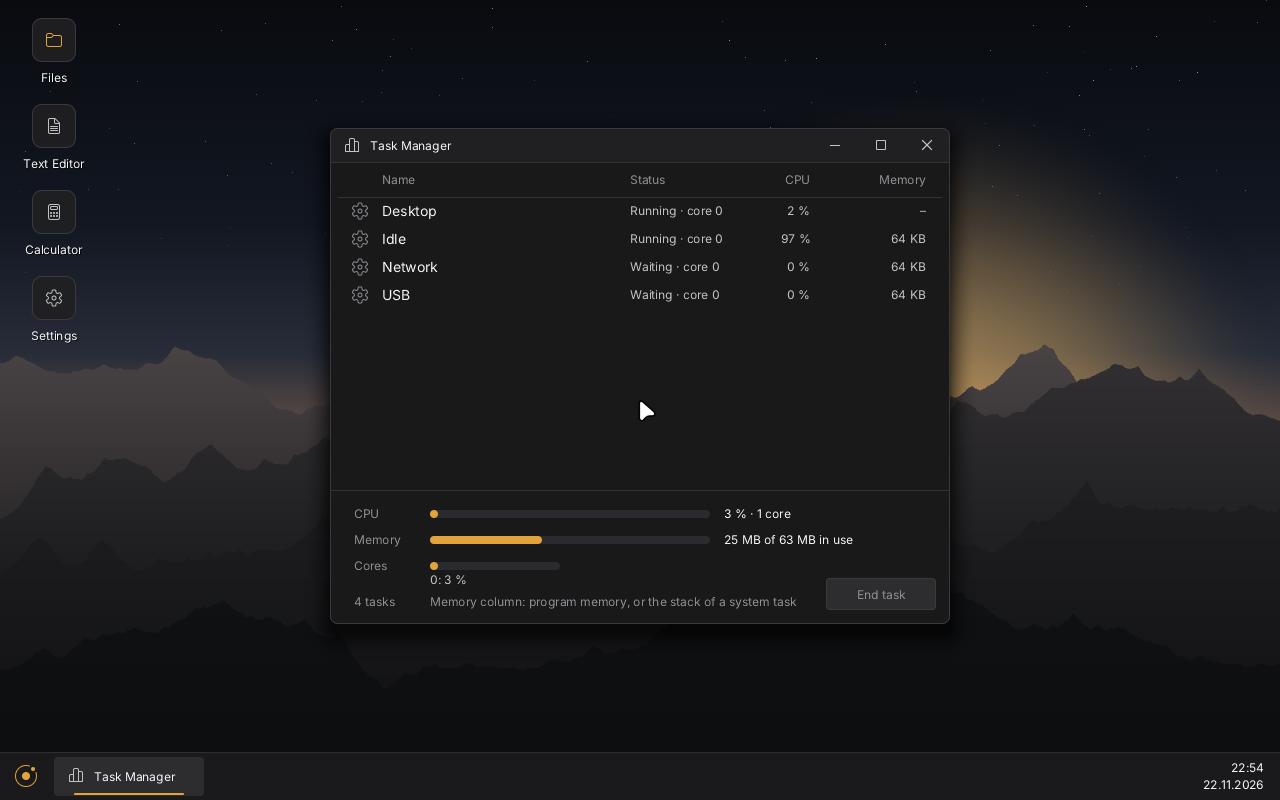 Files
Text Editor
Calculator
Settings
Task Manager
Name Status CPU Memory
Desktop Running · core 0 2 % –
Idle Running · core 0 97 % 64 KB
Network Waiting · core 0 0 % 64 KB
USB Waiting · core 0 0 % 64 KB
CPU 3 % · 1 core
Memory 25 MB of 63 MB in use
Cores
0: 3 %
4 tasks Memory column: program memory, or the stack of a system task
End task
Task Manager
22:54
22.11.2026